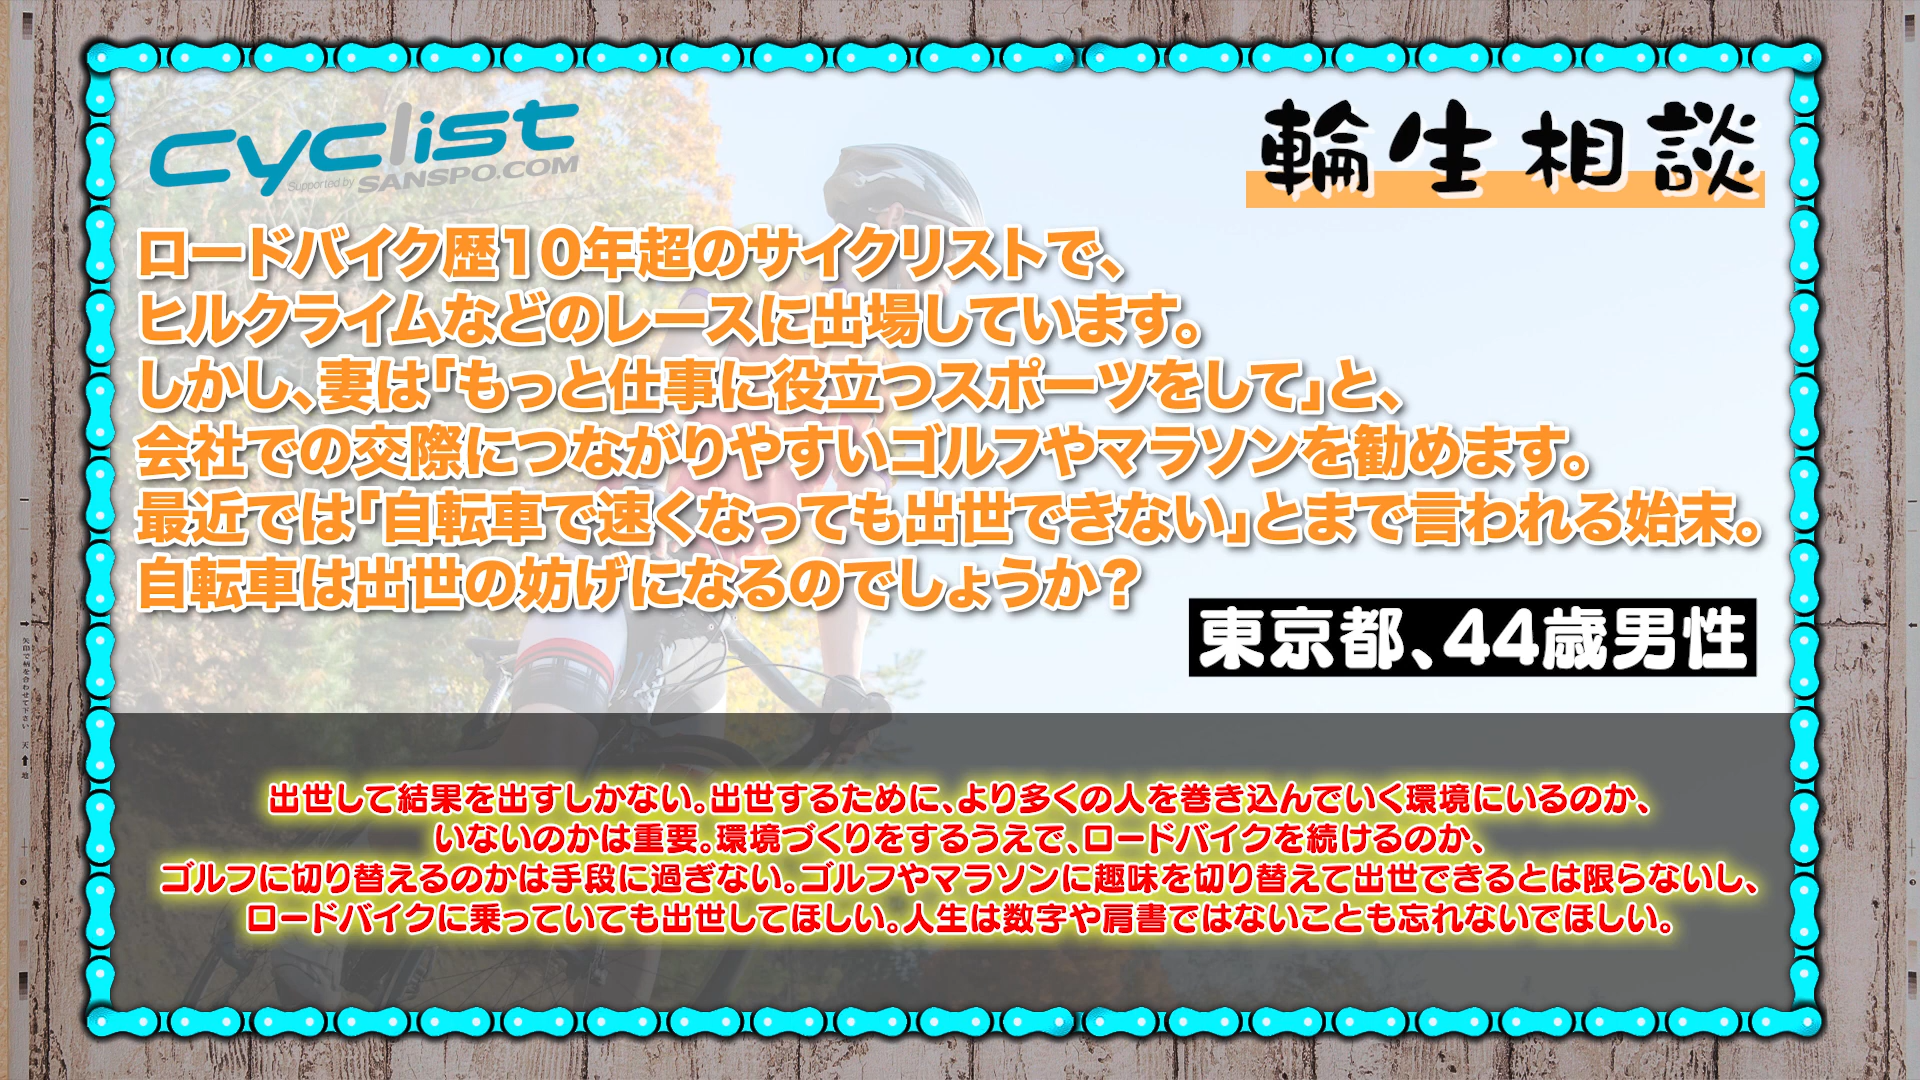 cyclist
Supported by SANSPO.COM
輪生相談
ロードバイク歴10年超のサイクリストで、
ヒルクライムなどのレースに出場しています。
しかし、妻は「もっと仕事に役立つスポーツをして」と、
会社での交際につながりやすいゴルフやマラソンを勧めます。
最近では「自転車で速くなっても出世できない」とまで言われる始末。
自転車は出世の妨げになるのでしょうか？
東京都、44歳男性
出世して結果を出すしかない。出世するために、より多くの人を巻き込んでいく環境にいるのか、
いないのかは重要。環境づくりをするうえで、ロードバイクを続けるのか、
ゴルフに切り替えるのかは手段に過ぎない。ゴルフやマラソンに趣味を切り替えて出世できるとは限らないし、
ロードバイクに乗っていても出世してほしい。人生は数字や肩書ではないことも忘れないでほしい。
矢印で柄を合わせて下さい 天 地